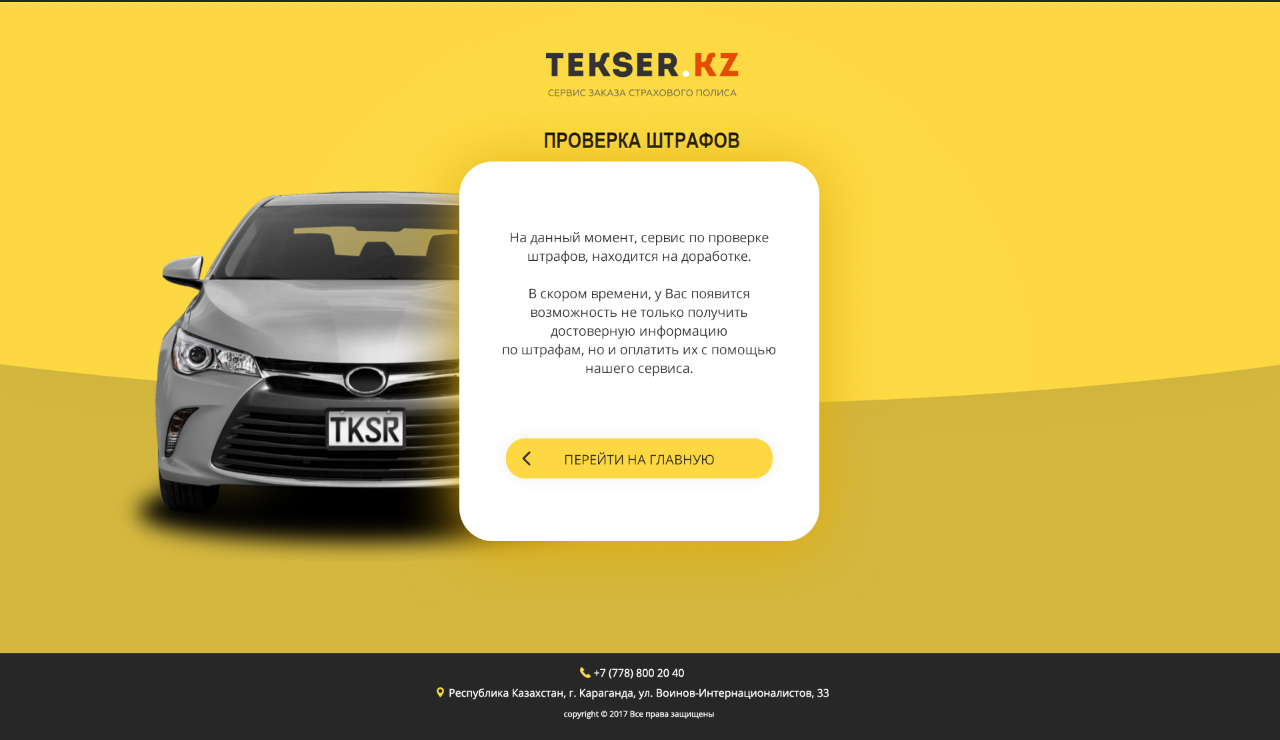 TEKSER.KZ
СЕРВИС ЗАКАЗА СТРАХОВОГО ПОЛИСА
ПРОВЕРКА ШТРАФОВ
На данный момент, сервис по проверке
штрафов, находится на доработке.
В скором времени, у Вас появится
возможность не только получить
достоверную информацию
по штрафам, но и оплатить их с помощью
нашего сервиса.
TKSR
ПЕРЕЙТИ НА ГЛАВНУЮ
+7 (778) 800 20 40
Республика Казахстан, г. Караганда, ул. Воинов-Интернационалистов, 33
copyright © 2017 Все права защищены